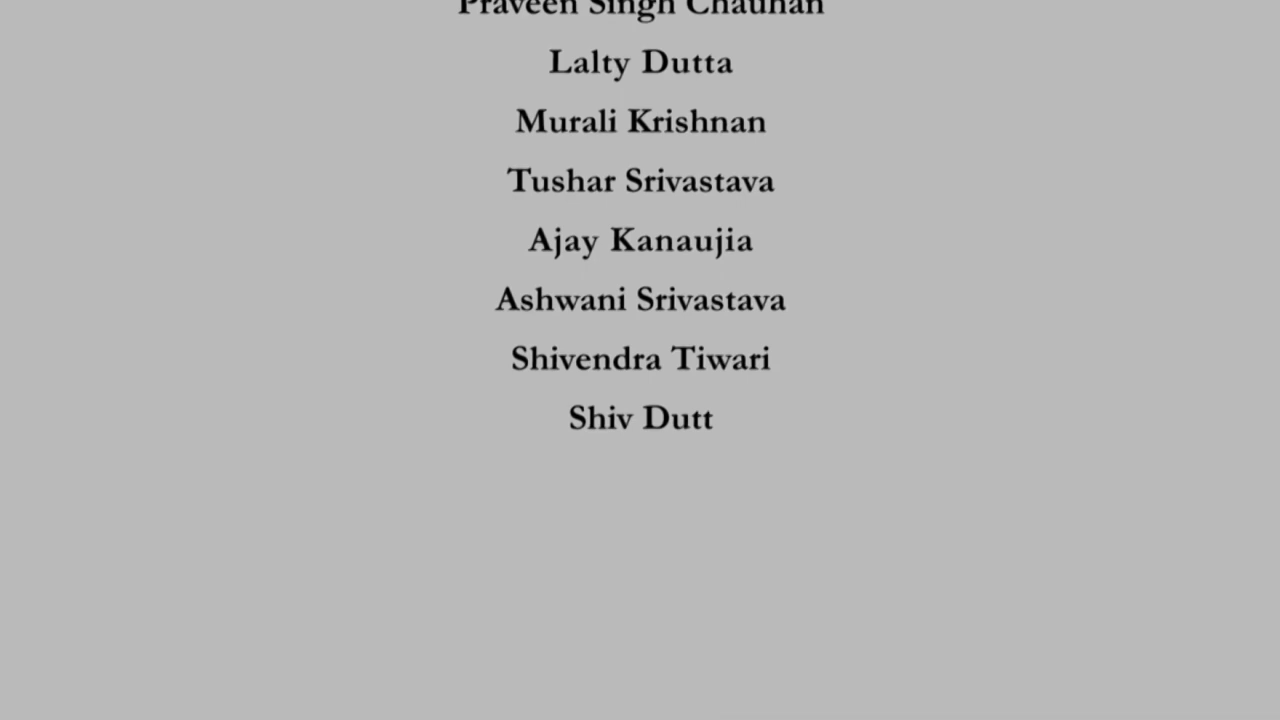 Praveen Singh Chauhan
Lalty Dutta
Murali Krishnan
Tushar Srivastava
Ajay Kanaujia
Ashwani Srivastava
Shivendra Tiwari
Shiv Dutt